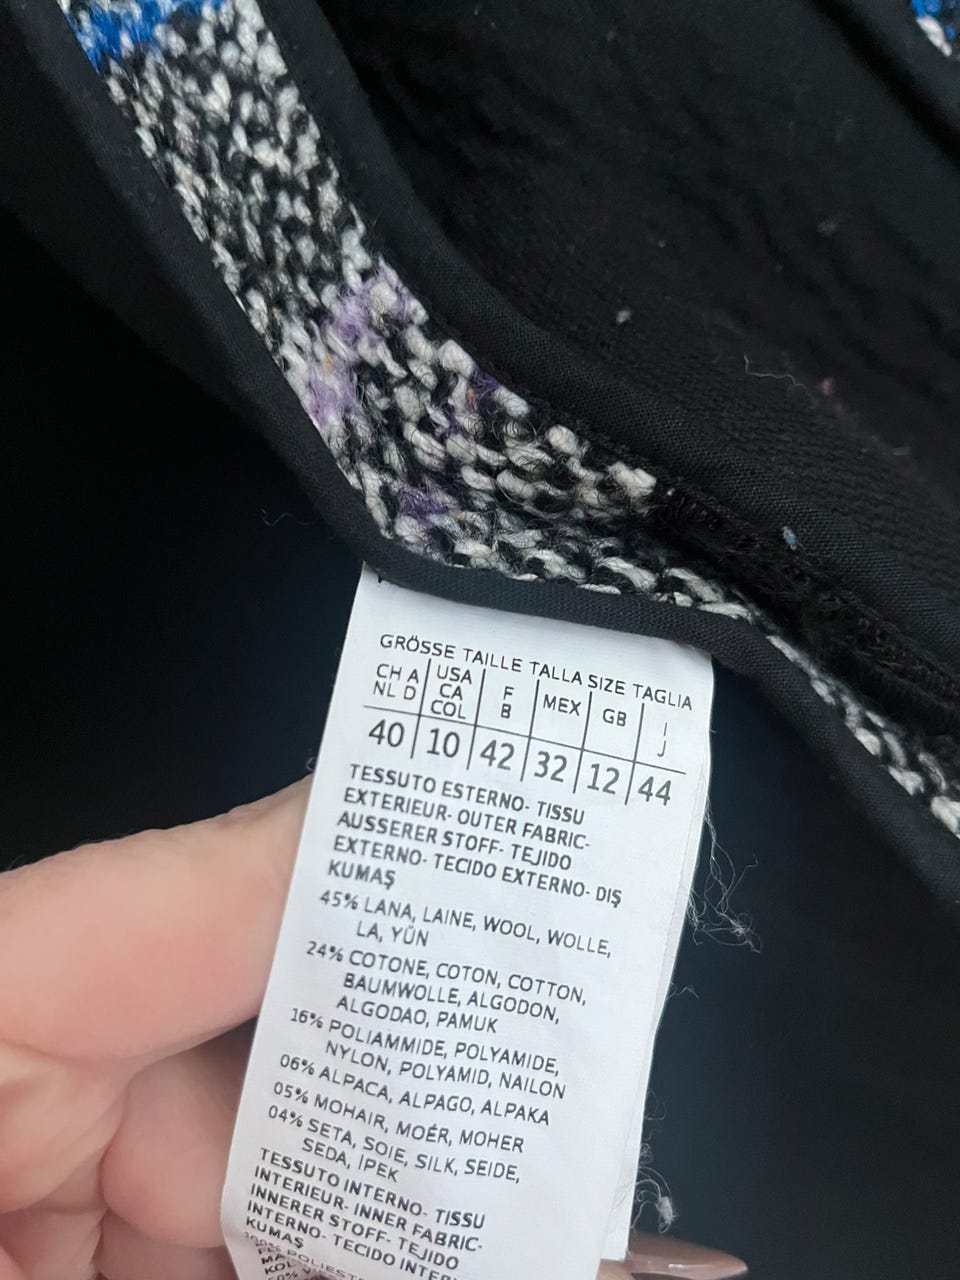 GRÖSSE TAILLE TALLA SIZE TAGLIA
CH A USA F MEX GB I
NL D CA B J
COL
40 10 42 32 12 44
TESSUTO ESTERNO- TISSU
EXTERIEUR- OUTER FABRIC-
AUSSERER STOFF- TEJIDO
EXTERNO- TECIDO EXTERNO- DIŞ
KUMAŞ
45% LANA, LAINE, WOOL, WOLLE,
LA, YÜN
24% COTONE, COTON, COTTON,
BAUMWOLLE, ALGODON,
ALGODAO, PAMUK
16% POLIAMMIDE, POLYAMIDE,
NYLON, POLYAMID, NAILON
06% ALPACA, ALPAGO, ALPAKA
05% MOHAIR, MOÉR, MOHER
04% SETA, SOIE, SILK, SEIDE,
SEDA, İPEK
TESSUTO INTERNO- TISSU
INTERIEUR- INNER FABRIC-
INNERER STOFF- TEJIDO
INTERNO- TECIDO INTER
KUMAŞ
100% POLIEST